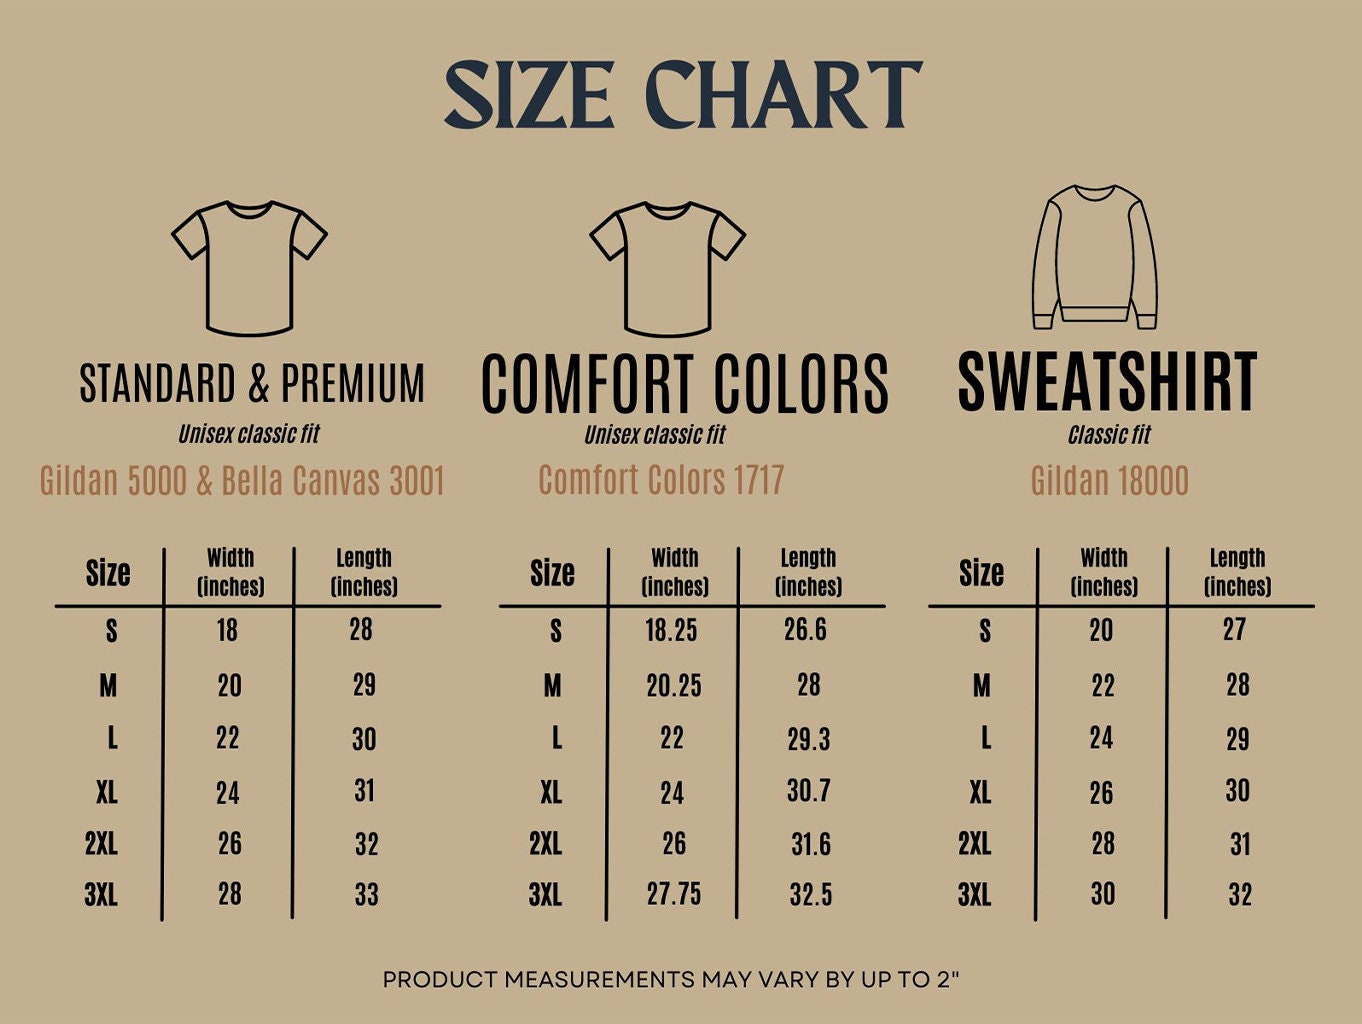 SIZE CHART
STANDARD & PREMIUM
Unisex classic fit
Gildan 5000 & Bella Canvas 3001
Size Width (inches) Length (inches)
S 18 28
M 20 29
L 22 30
XL 24 31
2XL 26 32
3XL 28 33
COMFORT COLORS
Unisex classic fit
Comfort Colors 1717
Size Width (inches) Length (inches)
S 18.25 26.6
M 20.25 28
L 22 29.3
XL 24 30.7
2XL 26 31.6
3XL 27.75 32.5
SWEATSHIRT
Classic fit
Gildan 18000
Size Width (inches) Length (inches)
S 20 27
M 22 28
L 24 29
XL 26 30
2XL 28 31
3XL 30 32
PRODUCT MEASUREMENTS MAY VARY BY UP TO 2"